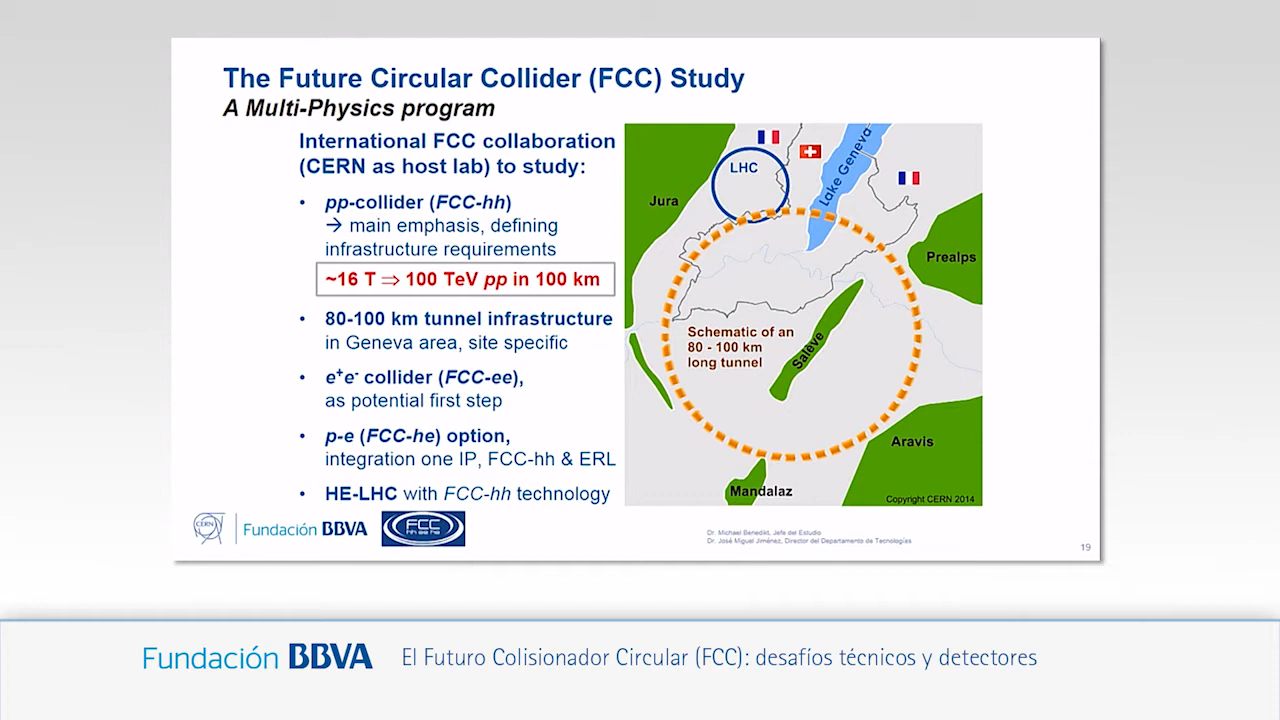 The Future Circular Collider (FCC) Study
A Multi-Physics program
International FCC collaboration
(CERN as host lab) to study:
• pp-collider (FCC-hh)
→ main emphasis, defining
infrastructure requirements
~16 T ⇒ 100 TeV pp in 100 km
• 80-100 km tunnel infrastructure
in Geneva area, site specific
• e+e- collider (FCC-ee),
as potential first step
• p-e (FCC-he) option,
integration one IP, FCC-hh & ERL
• HE-LHC with FCC-hh technology
LHC
Lake Geneva
Jura
Prealps
Schematic of an
80 - 100 km
long tunnel
Salève
Aravis
Mandalaz
Copyright CERN 2014
CERN
Fundación BBVA
FCC
hh ee he
Dr. Michael Benedikt, Jefe del Estudio
Dr. José Miguel Jiménez, Director del Departamento de Tecnologías
19
Fundación BBVA
El Futuro Colisionador Circular (FCC): desafíos técnicos y detectores